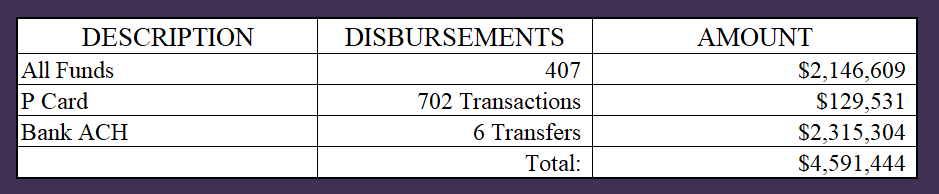 DESCRIPTION DISBURSEMENTS AMOUNT
All Funds 407 $2,146,609
P Card 702 Transactions $129,531
Bank ACH 6 Transfers $2,315,304
Total: $4,591,444